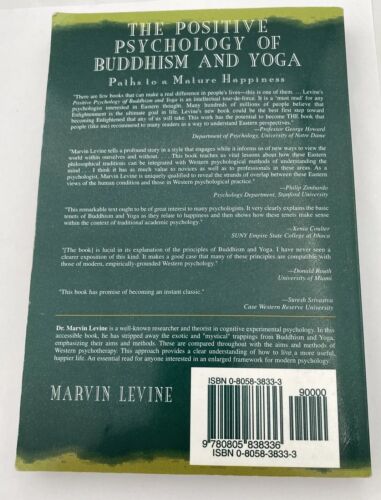 THE POSITIVE
PSYCHOLOGY OF
BUDDHISM AND YOGA
Paths to a Mature Happiness
"There are few books that can make a real difference in people's lives—this is one of them. . . . Levine's
Positive Psychology of Buddhism and Yoga is an intellectual tour-de-force. It is a "must read" for any
psychologist interested in Eastern thought. Many hundreds of millions of people believe that
Enlightenment is the ultimate goal in life. Levine's new book could be the best first step toward
becoming Enlightened that any of us will take. This work has the potential to become THE book that
people (like me) recommend to many readers as a way to understand Eastern perspectives."
—Professor George Howard
Department of Psychology, University of Notre Dame
"Marvin Levine tells a profound story in a style that engages while it informs us of new ways to view the
world within ourselves and without. . . . This book teaches us vital lessons about how these Eastern
philosophical traditions can be integrated with Western psychological methods of understanding the
mind . . . . I think it as much value to novices as well as to professionals in these areas. As a
psychologist, Marvin Levine is uniquely qualified to reveal the strands of overlap between these Eastern
views of the human condition and those in Western psychological practice."
—Philip Zimbardo
Psychology Department, Stanford University
"This remarkable text ought to be of great interest to many psychologists. It very clearly explains the basic
tenets of Buddhism and Yoga as they relate to happiness and then shows how these tenets make sense
within the context of traditional academic psychology."
—Xenia Coulter
SUNY Empire State College at Ithaca
"[The book] is lucid in its explanation of the principles of Buddhism and Yoga. I have never seen a
clearer exposition of this kind. It makes a good case that many of these principles are compatible with
those of modern, empirically-grounded Western psychology."
—Donald Routh
University of Miami
"This book has promise of becoming an instant classic."
—Suresh Srivastva
Case Western Reserve University
Dr. Marvin Levine is a well-known researcher and theorist in cognitive experimental psychology. In this
accessible book, he has stripped away the exotic and "mystical" trappings from Buddhism and Yoga,
emphasizing their aims and methods. These are compared throughout with the aims and methods of
Western psychotherapy. This approach provides a clear understanding of how to live a more useful,
happier life. An essential read for anyone interested in an enlarged framework for modern psychology.
MARVIN LEVINE
ISBN 0-8058-3833-3
90000
9 780805 838336
ISBN 0-8058-3833-3